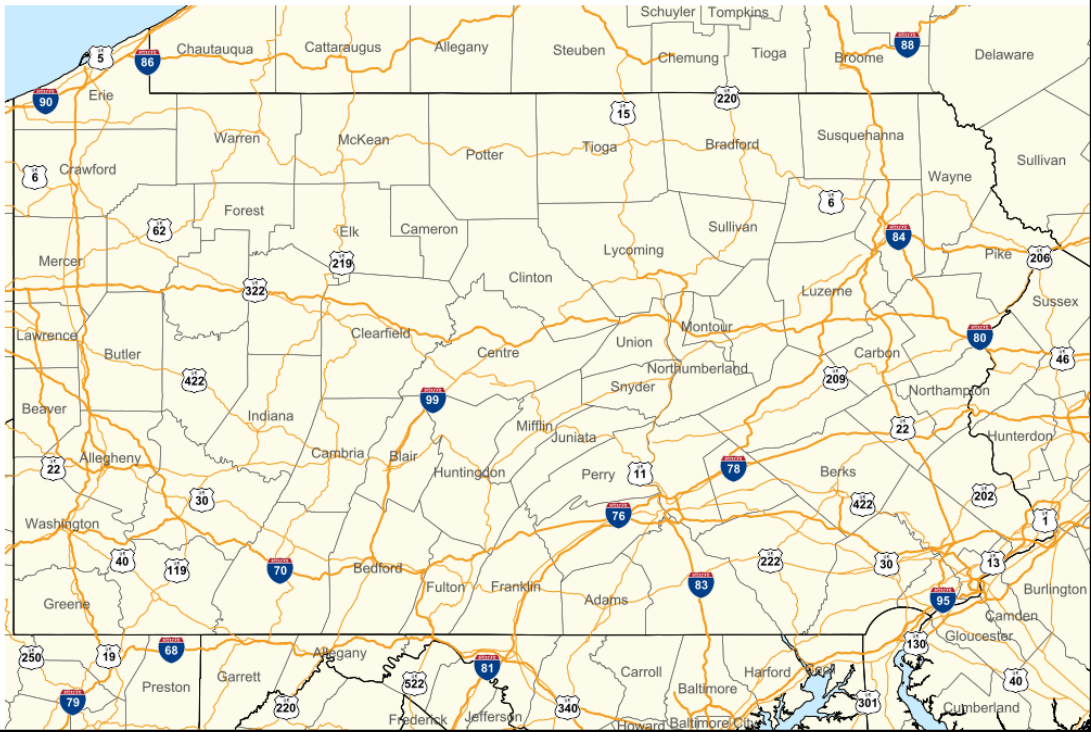 Schuyler Tompkins
Chautauqua Cattaraugus Allegany Steuben Chemung Tioga Broome Delaware
5
86
88
90
Erie
15
220
Warren McKean Potter Tioga Bradford Susquehanna
Crawford
6
Wayne
Sullivan
Forest
62
Elk
Cameron
Sullivan
6
84
Lycoming
Pike
206
Mercer
219
322
Clinton
Luzerne
Sussex
Lawrence
Butler
Clearfield
Centre
Union
Montour
80
46
Carbon
Northumberland
209
Snyder
Northampton
422
99
Beaver
Indiana
Mifflin
Juniata
22
Hunterdon
22
Allegheny
Cambria
Blair
Huntingdon
Perry
11
78
Berks
30
422
202
Washington
76
1
40
119
70
Bedford
Fulton
Franklin
83
222
30
13
Greene
Adams
95
Burlington
Camden
Gloucester
130
250
19
68
Allegany
81
Carroll
Harford
Cecil
Garrett
Preston
79
220
522
340
Baltimore
301
40
Cumberland
Frederick
Jefferson
Howard
Baltimore City